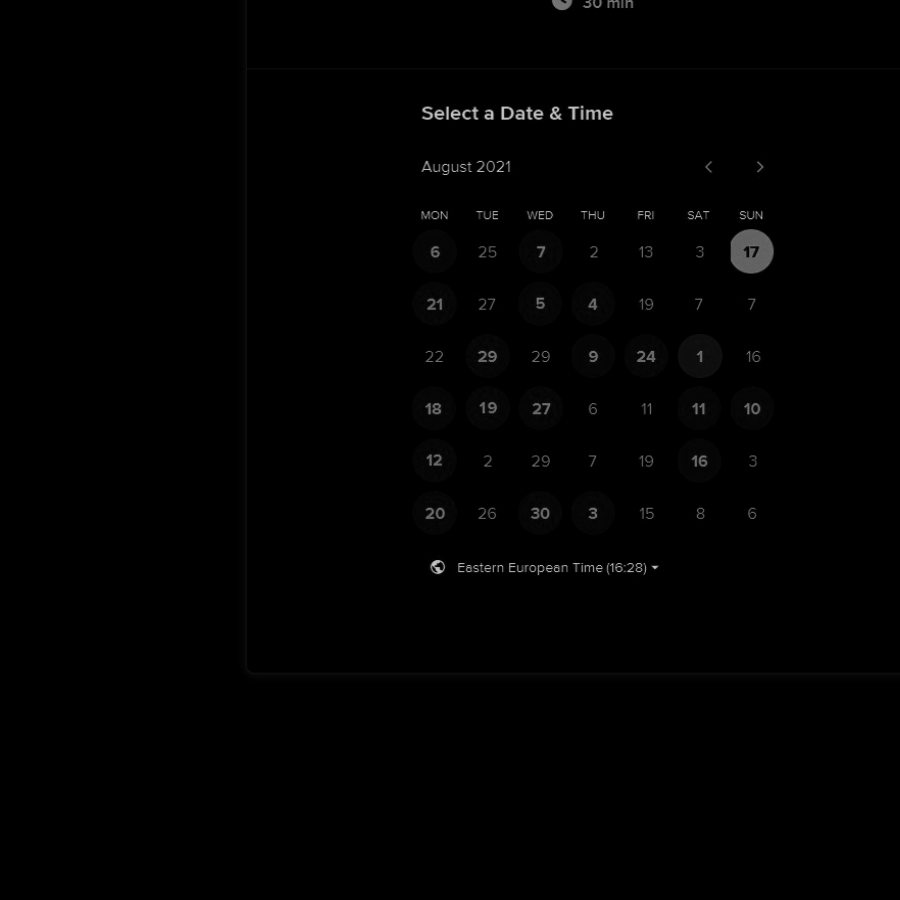 30 min
Select a Date & Time
August 2021
MON TUE WED THU FRI SAT SUN
6 25 7 2 13 3 17
21 27 5 4 19 7 7
22 29 29 9 24 1 16
18 19 27 6 11 11 10
12 2 29 7 19 16 3
20 26 30 3 15 8 6
Eastern European Time (16:28)